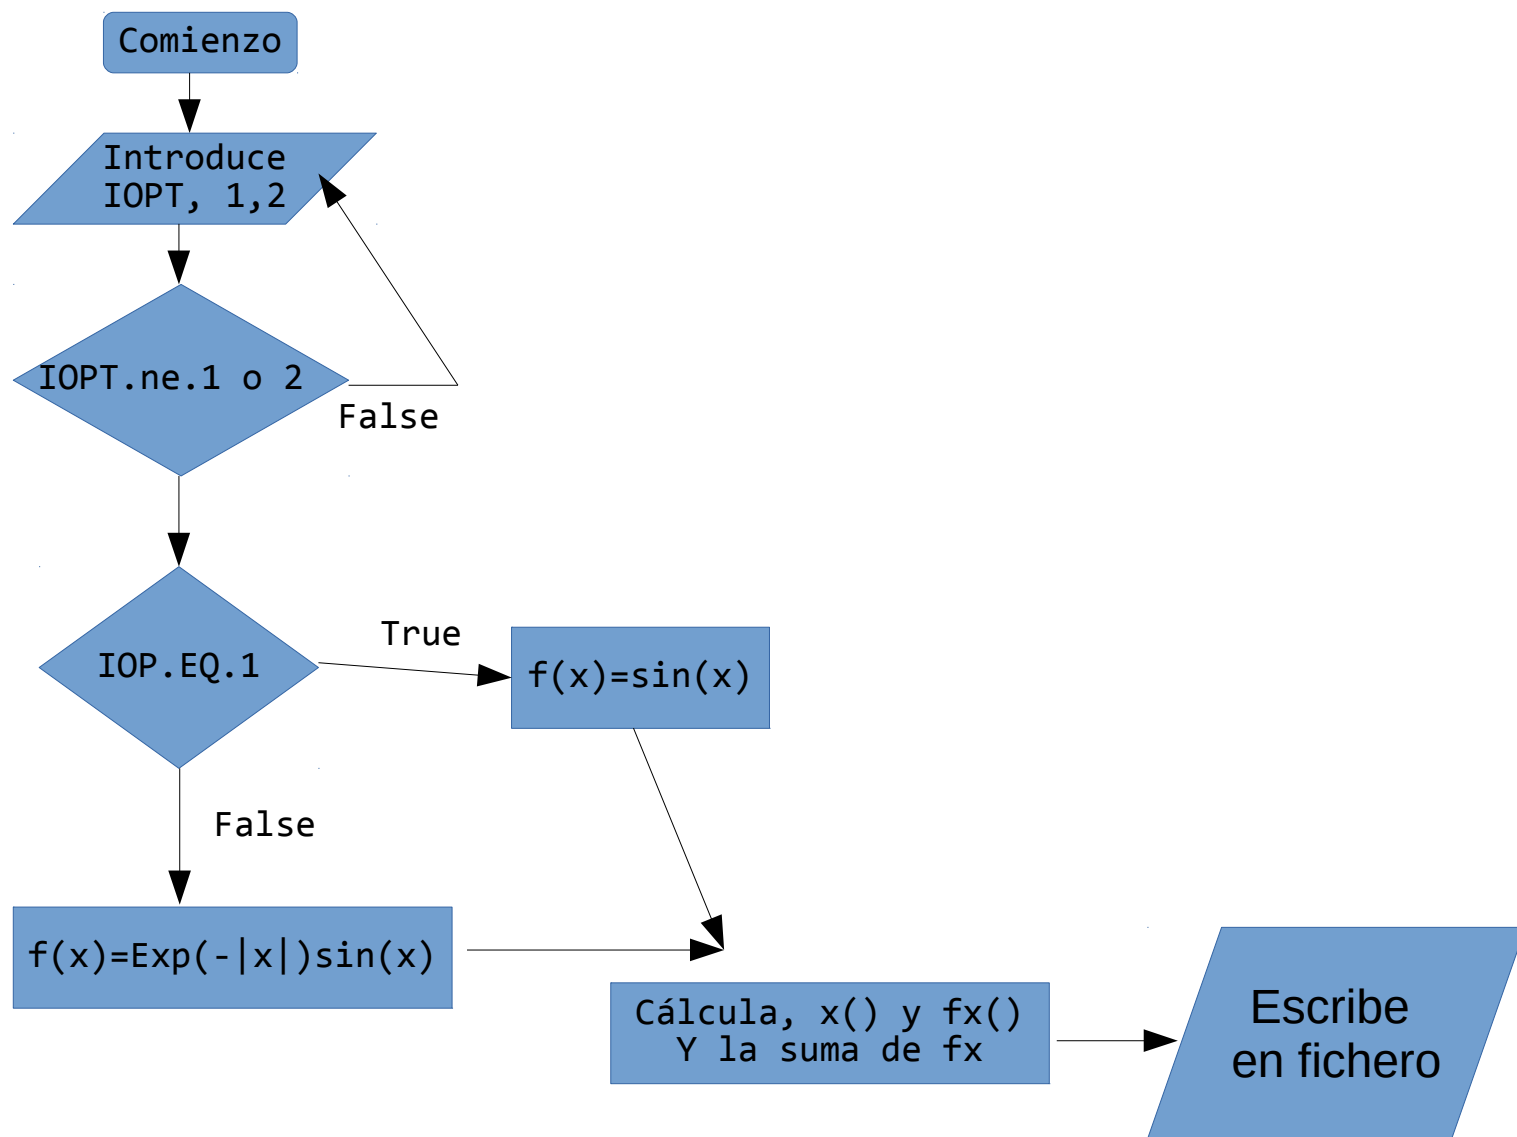 Comienzo
Introduce
IOPT, 1,2
IOPT.ne.1 o 2
False
IOP.EQ.1
True
f(x)=sin(x)
False
f(x)=Exp(-|x|)sin(x)
Cálcula, x() y fx()
Y la suma de fx
Escribe
en fichero